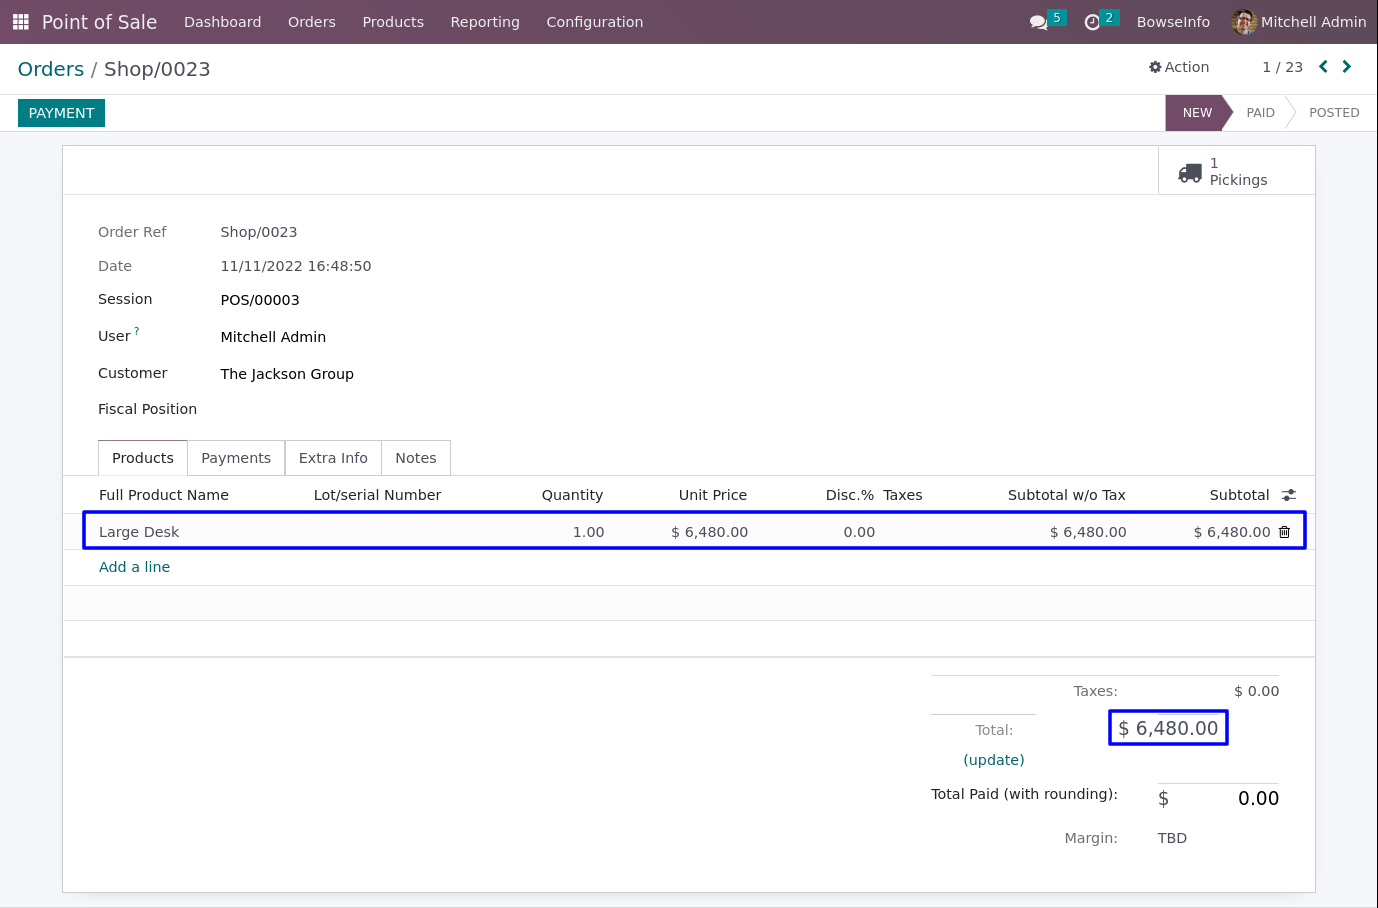 Point of Sale Dashboard Orders Products Reporting Configuration 5 2 BowseInfo Mitchell Admin
Orders / Shop/0023 Action 1 / 23
PAYMENT NEW PAID POSTED
1
Pickings
Order Ref Shop/0023
Date 11/11/2022 16:48:50
Session POS/00003
User ? Mitchell Admin
Customer The Jackson Group
Fiscal Position
Products Payments Extra Info Notes
Full Product Name Lot/serial Number Quantity Unit Price Disc.% Taxes Subtotal w/o Tax Subtotal
Large Desk 1.00 $ 6,480.00 0.00 $ 6,480.00 $ 6,480.00
Add a line
Taxes: $ 0.00
Total: $ 6,480.00
(update)
Total Paid (with rounding): $ 0.00
Margin: TBD